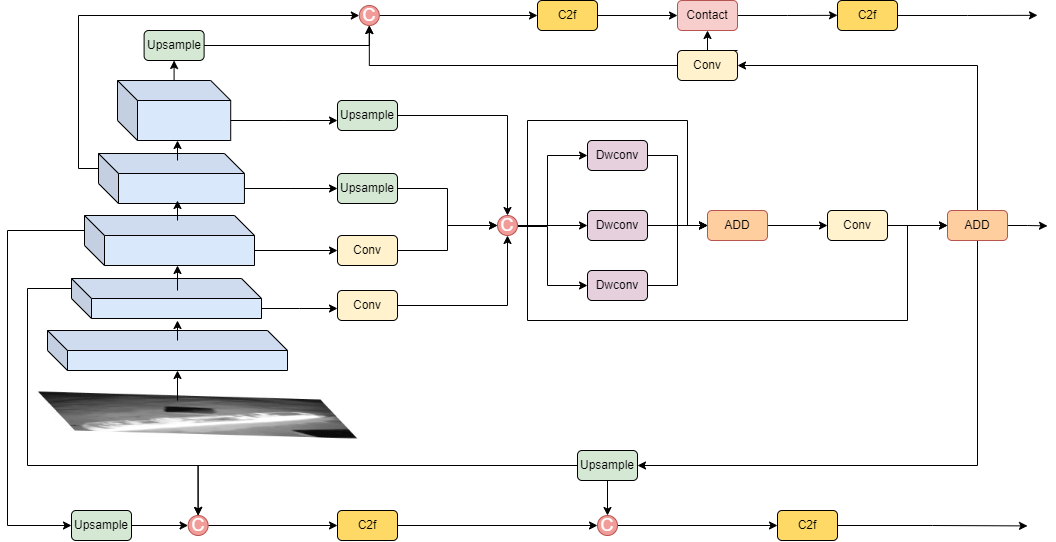 C
C2f
Contact
C2f
Upsample
Conv
Upsample
Dwconv
Upsample
C
Dwconv
ADD
Conv
ADD
Conv
Dwconv
Conv
Upsample
Upsample
C
C2f
C
C2f